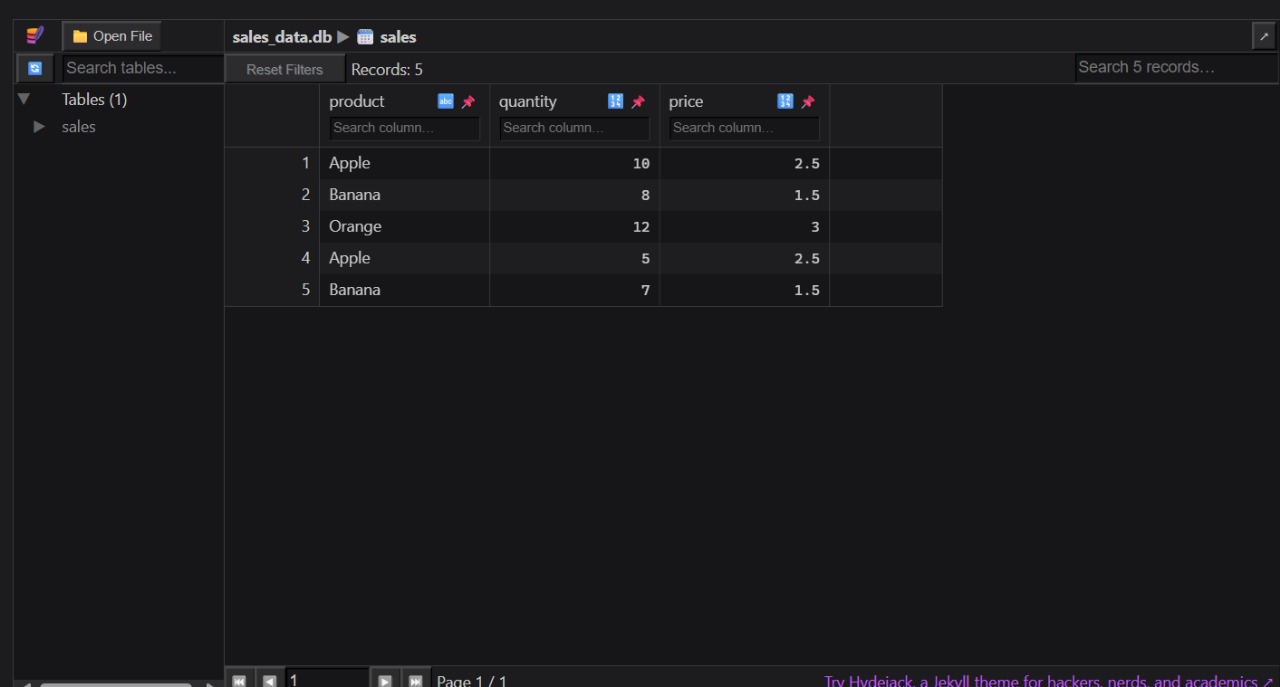 Open File sales_data.db ▶ sales
Search tables... Reset Filters Records: 5 Search 5 records...
Tables (1) product quantity price
Search column... Search column... Search column...
sales
1 Apple 10 2.5
2 Banana 8 1.5
3 Orange 12 3
4 Apple 5 2.5
5 Banana 7 1.5
1 Page 1 / 1 Try Hydejack, a Jekyll theme for hackers, nerds, and academics ↗